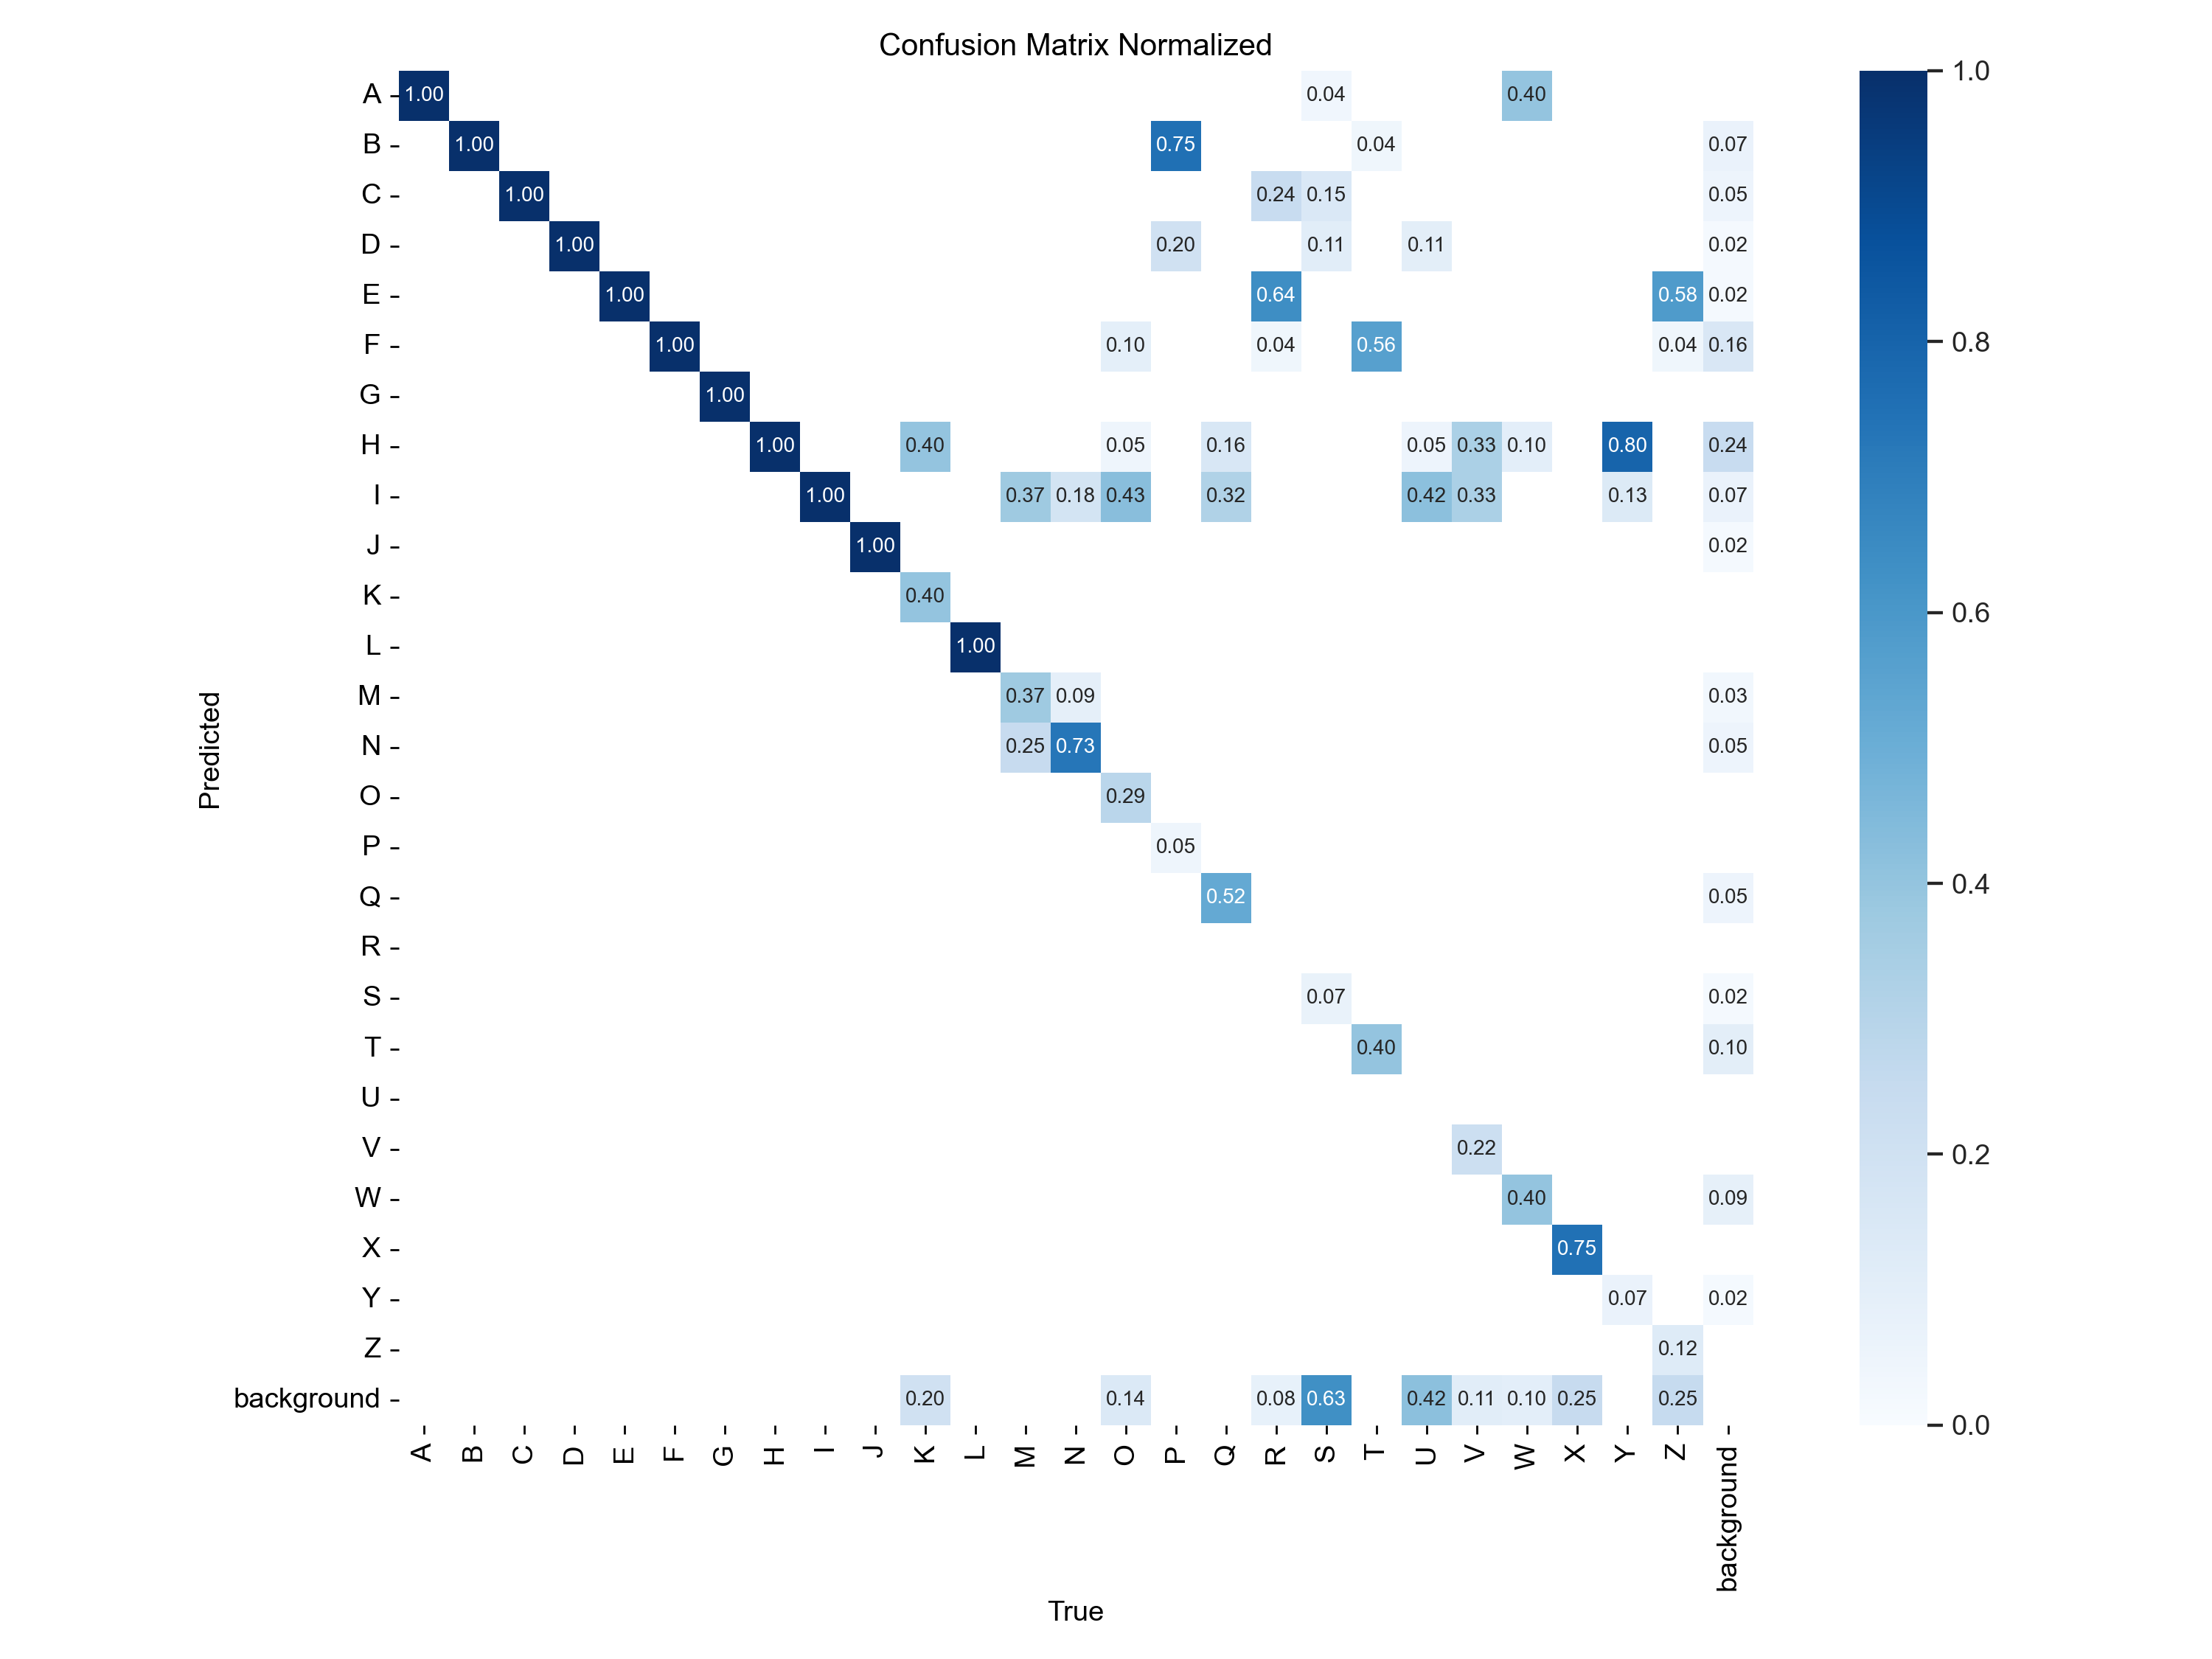 Confusion Matrix Normalized
A 1.00 0.04 0.40
B 1.00 0.75 0.04 0.07
C 1.00 0.24 0.15 0.05
D 1.00 0.20 0.11 0.11 0.02
E 1.00 0.64 0.58 0.02
F 1.00 0.10 0.04 0.56 0.04 0.16
G 1.00
H 1.00 0.40 0.05 0.16 0.05 0.33 0.10 0.80 0.24
I 1.00 0.37 0.18 0.43 0.32 0.42 0.33 0.13 0.07
J 1.00 0.02
K 0.40
L 1.00
M 0.37 0.09 0.03
N 0.25 0.73 0.05
O 0.29
P 0.05
Q 0.52 0.05
R
S 0.07 0.02
T 0.40 0.10
U
V 0.22
W 0.40 0.09
X 0.75
Y 0.07 0.02
Z 0.12
background 0.20 0.14 0.08 0.63 0.42 0.11 0.10 0.25 0.25
A B C D E F G H I J K L M N O P Q R S T U V W X Y Z background
True
Predicted
1.0
0.8
0.6
0.4
0.2
0.0